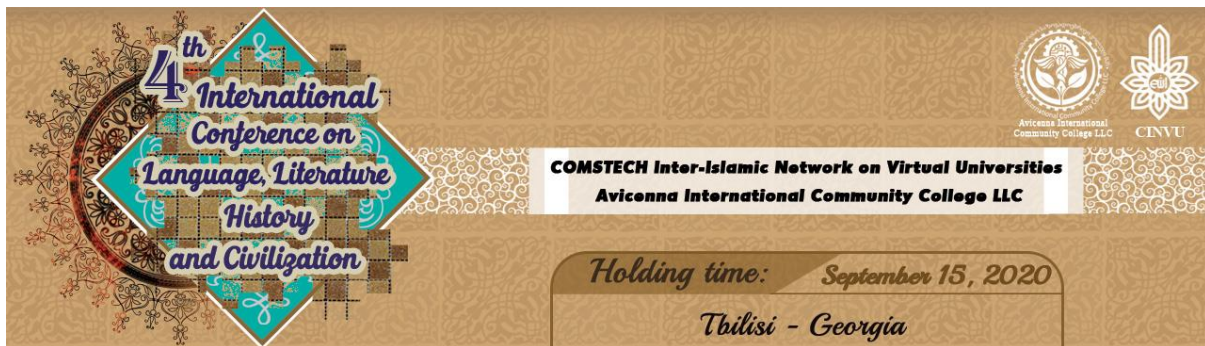 4th
International
Conference on
Language, Literature
History
and Civilization
Avicenna International
Community College LLC
CINVU
COMSTECH Inter-Islamic Network on Virtual Universities
Avicenna International Community College LLC
Holding time: September 15, 2020
Tbilisi - Georgia